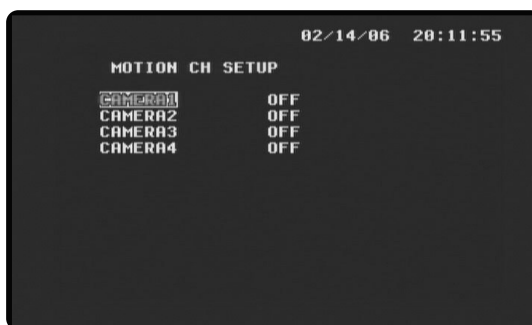 02/14/06 20:11:55
MOTION CH SETUP
CAMERA1 OFF
CAMERA2 OFF
CAMERA3 OFF
CAMERA4 OFF